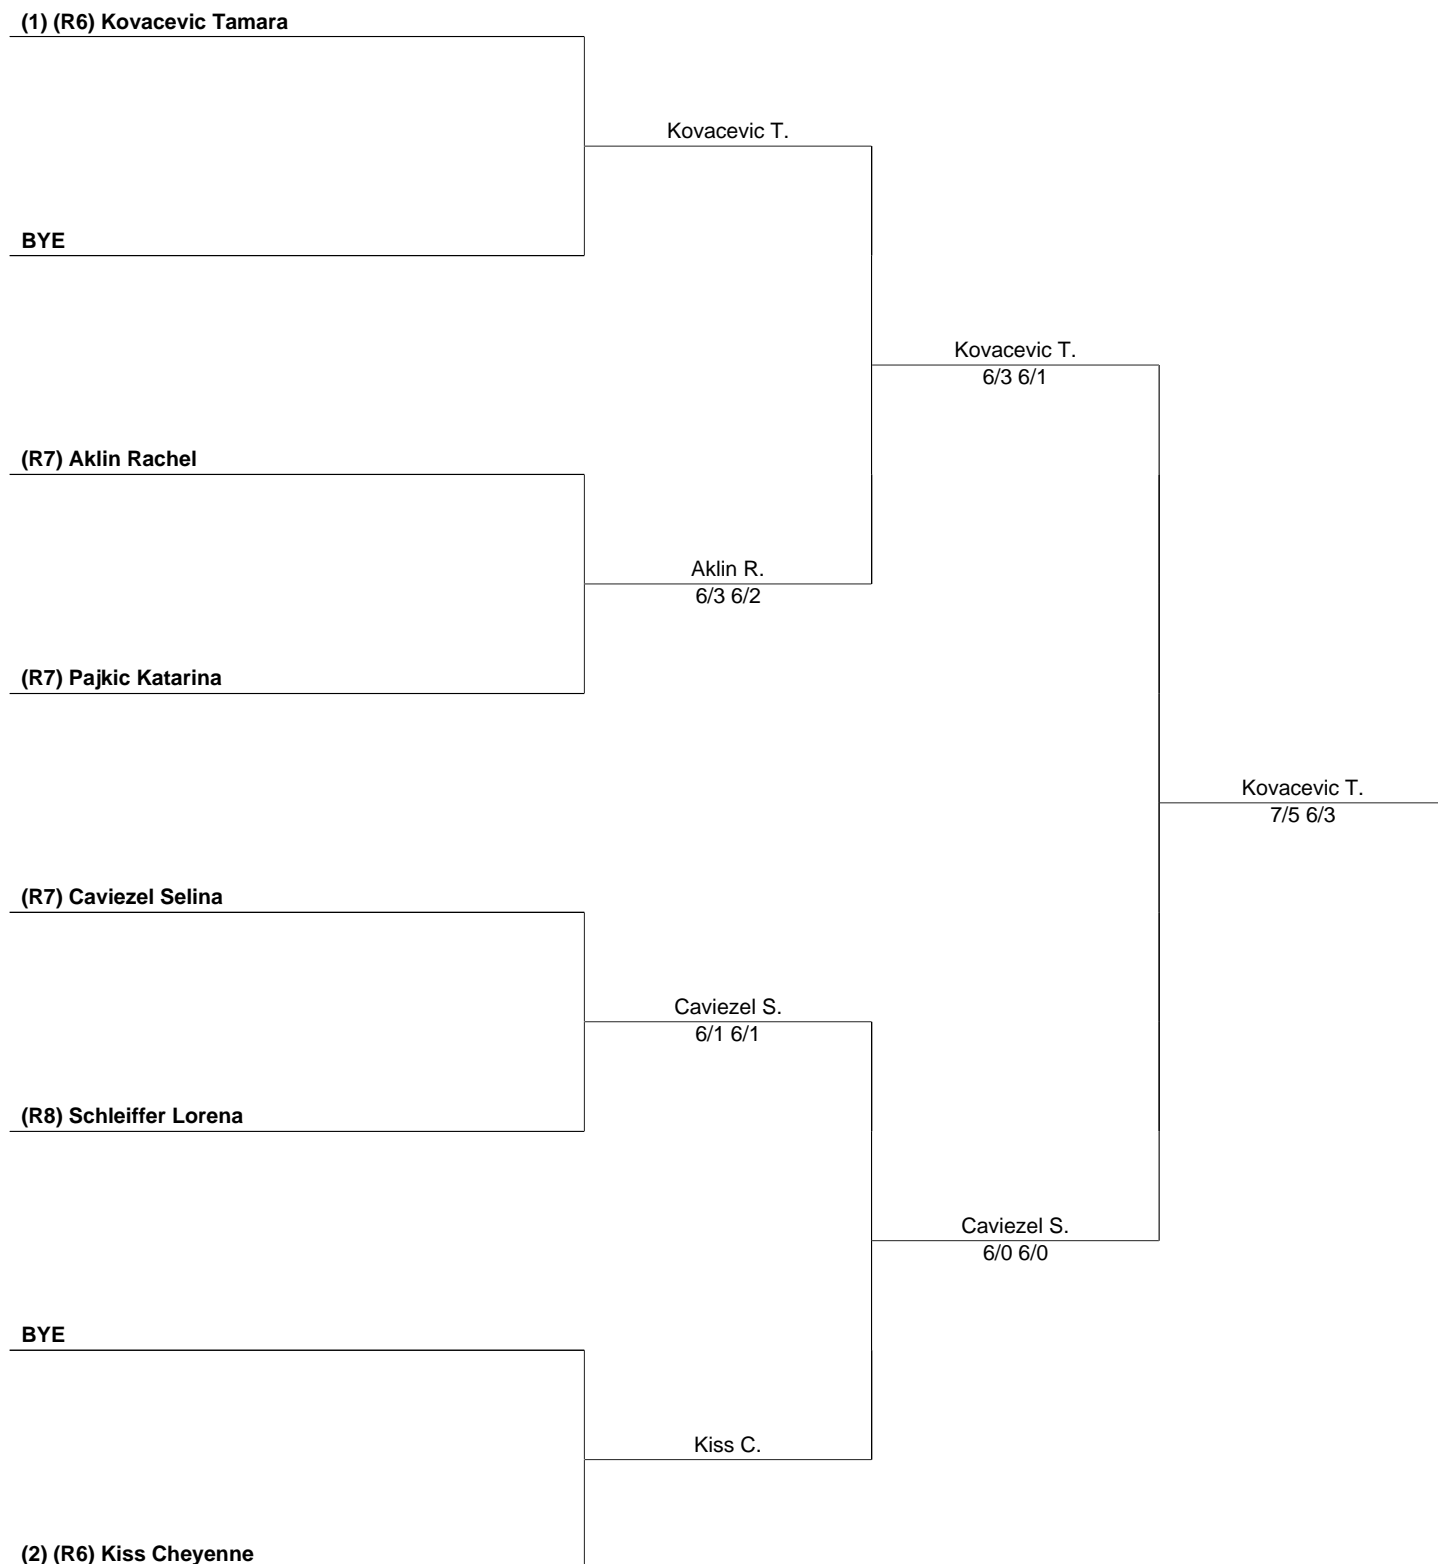 (1) (R6) Kovacevic Tamara
Kovacevic T.
BYE
Kovacevic T.
6/3 6/1
(R7) Aklin Rachel
Aklin R.
6/3 6/2
(R7) Pajkic Katarina
Kovacevic T.
7/5 6/3
(R7) Caviezel Selina
Caviezel S.
6/1 6/1
(R8) Schleiffer Lorena
Caviezel S.
6/0 6/0
BYE
Kiss C.
(2) (R6) Kiss Cheyenne